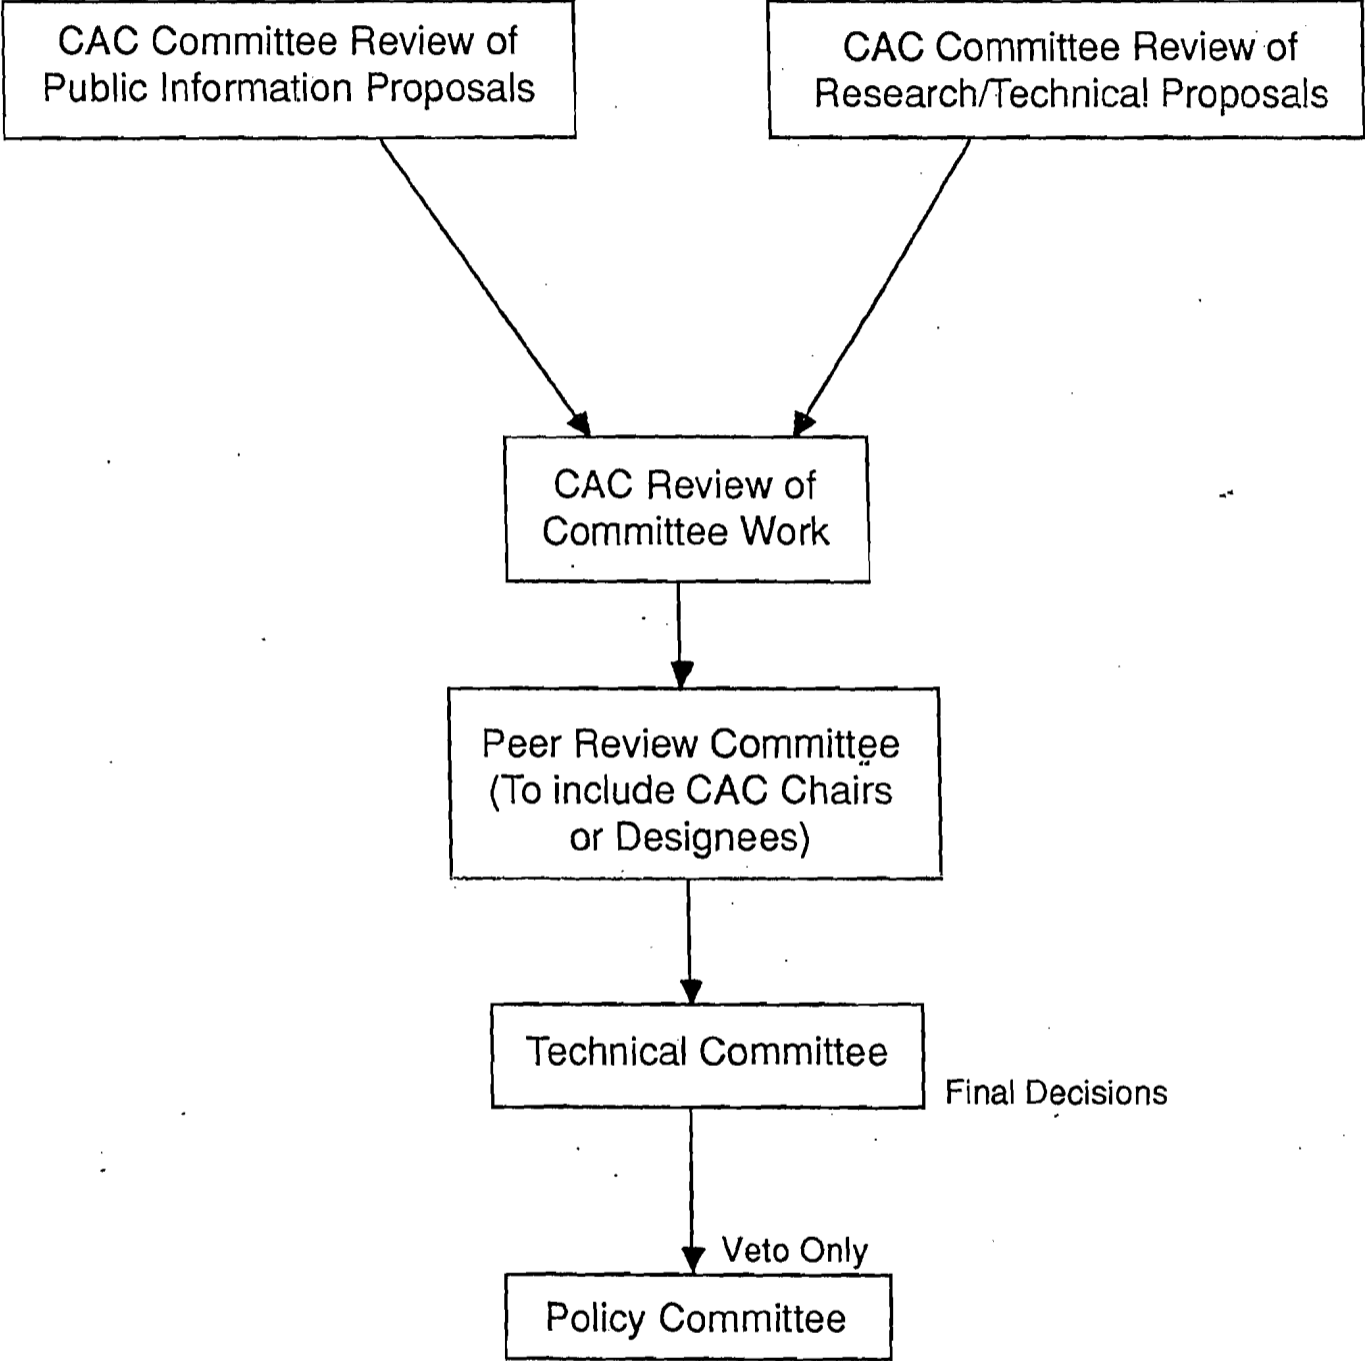 CAC Committee Review of
Public Information Proposals
CAC Committee Review of
Research/Technical Proposals
CAC Review of
Committee Work
Peer Review Committee
(To include CAC Chairs
or Designees)
Technical Committee
Final Decisions
Veto Only
Policy Committee